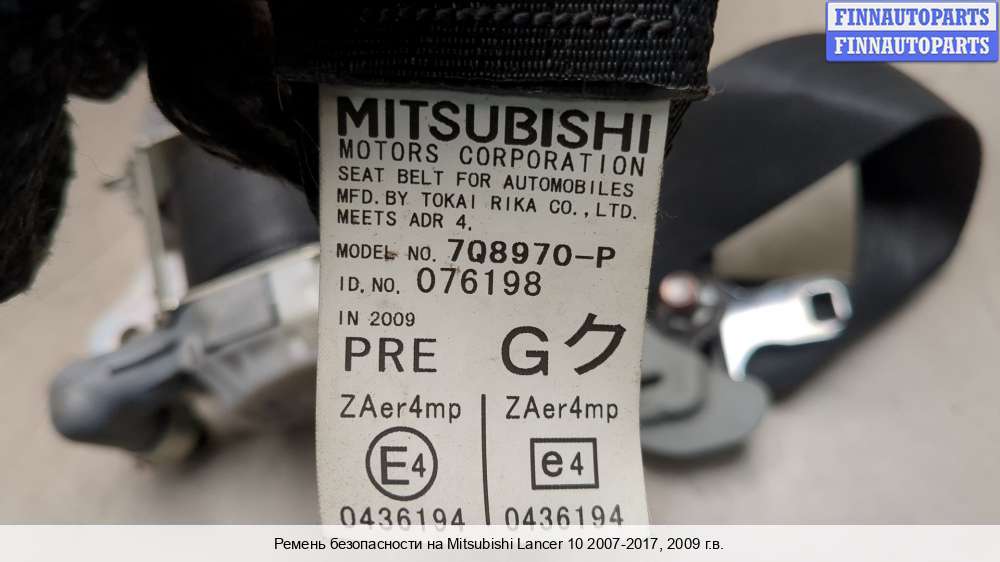 FINNAUTOPARTS
FINNAUTOPARTS
MITSUBISHI
MOTORS CORPORATION
SEAT BELT FOR AUTOMOBILES
MFD. BY TOKAI RIKA CO., LTD.
MEETS ADR 4.
MODEL NO. 7Q8970-P
ID. NO. 076198
IN 2009
PRE Gク
ZAer4mp ZAer4mp
E4 e4
0436194 0436194
Ремень безопасности на Mitsubishi Lancer 10 2007-2017, 2009 г.в.